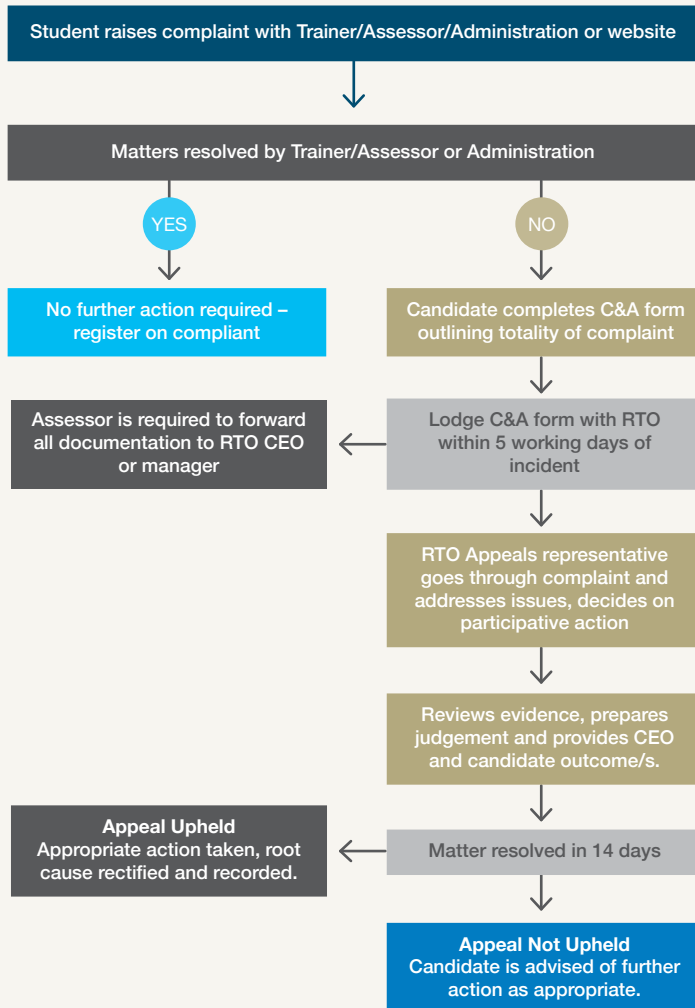 Student raises complaint with Trainer/Assessor/Administration or website
Matters resolved by Trainer/Assessor or Administration
YES
NO
No further action required –
register on compliant
Candidate completes C&A form
outlining totality of complaint
Assessor is required to forward
all documentation to RTO CEO
or manager
Lodge C&A form with RTO
within 5 working days of
incident
RTO Appeals representative
goes through complaint and
addresses issues, decides on
participative action
Reviews evidence, prepares
judgement and provides CEO
and candidate outcome/s.
Appeal Upheld
Appropriate action taken, root
cause rectified and recorded.
Matter resolved in 14 days
Appeal Not Upheld
Candidate is advised of further
action as appropriate.